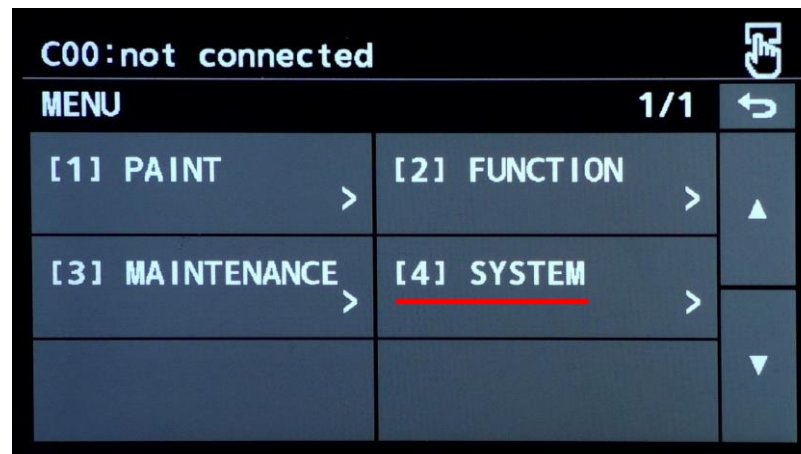 C00:not connected
MENU 1/1
[1] PAINT >
[2] FUNCTION >
[3] MAINTENANCE >
[4] SYSTEM >